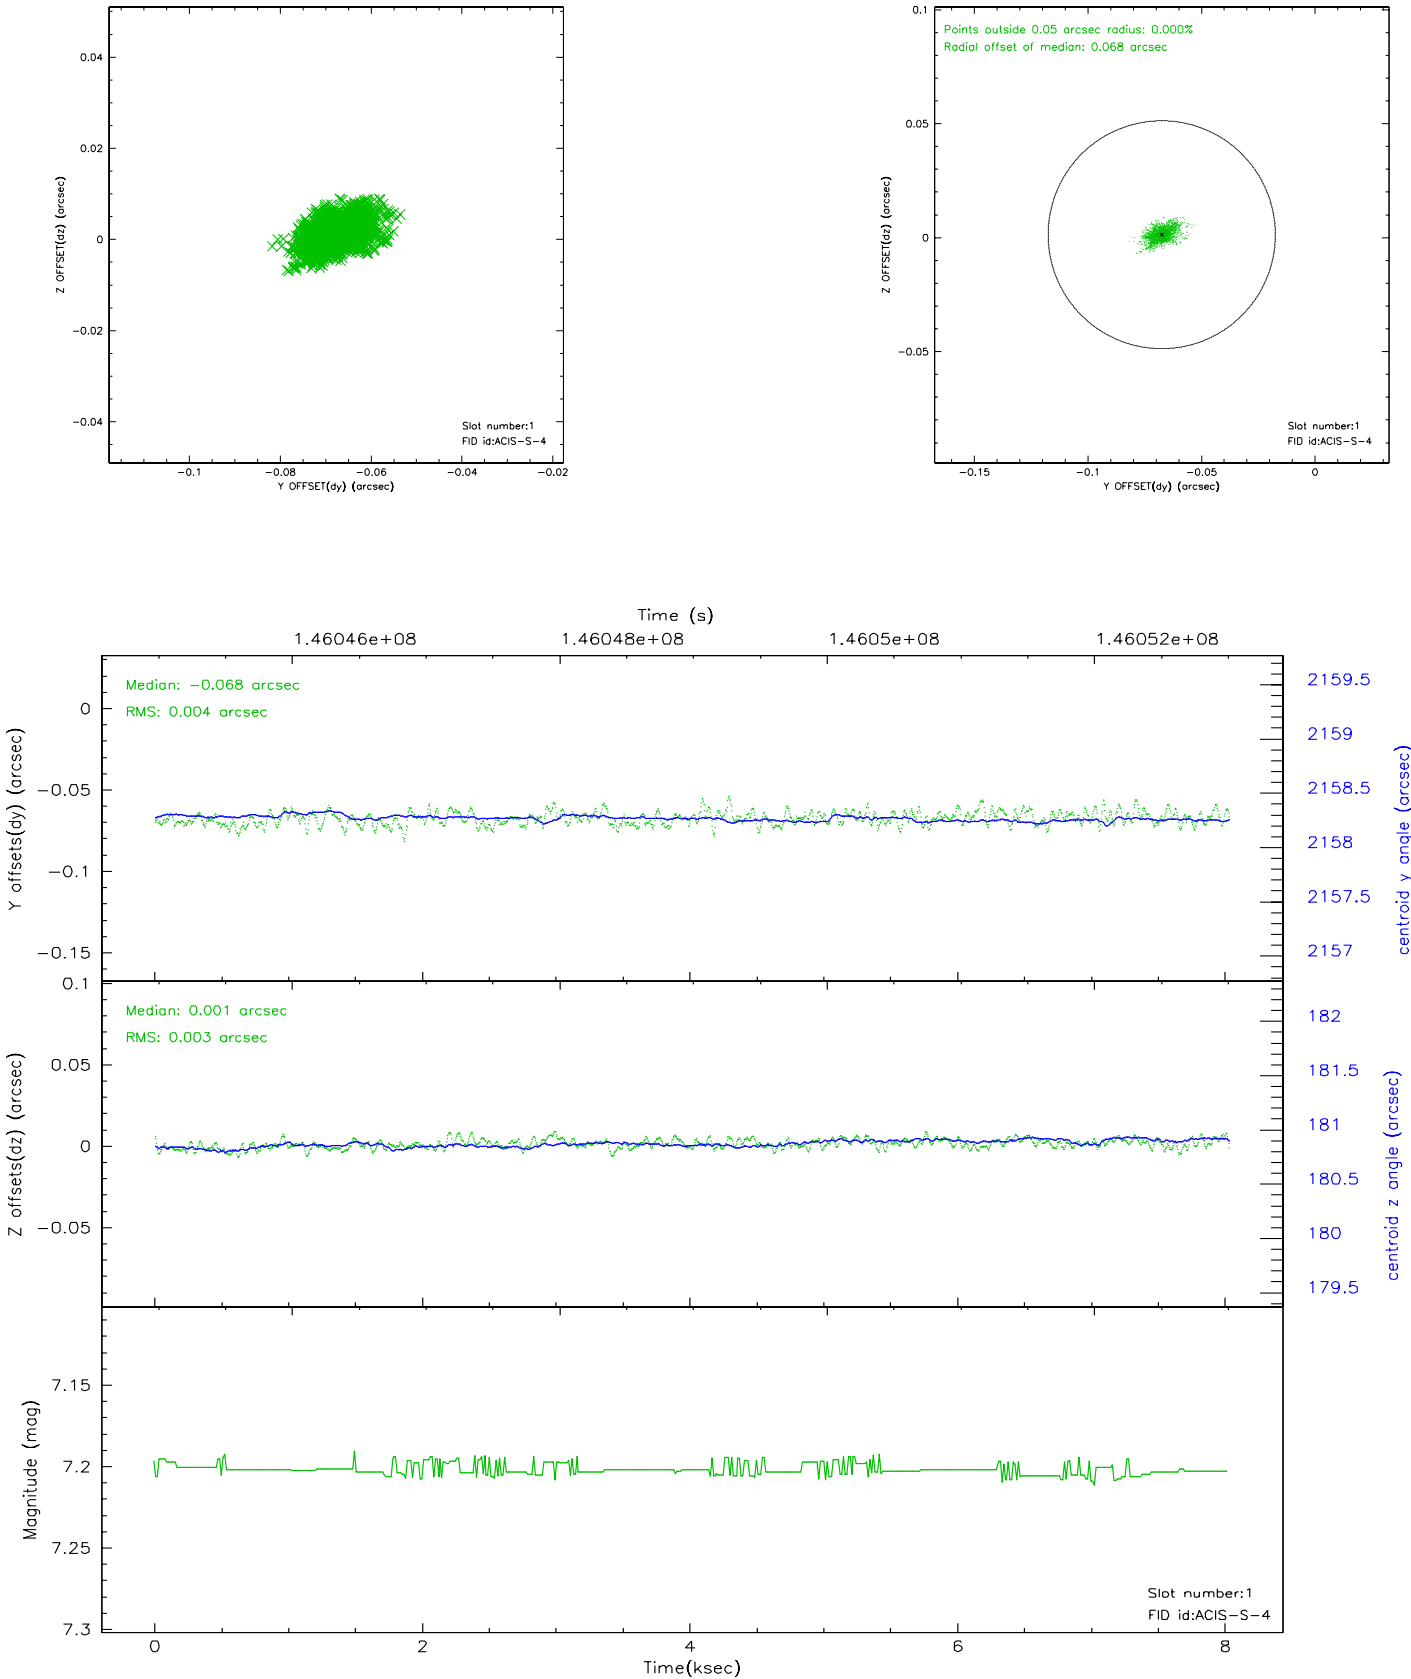 0.04
0.02
0
−0.02
−0.04
Z OFFSET(dz) (arcsec)
Slot number:1
FID id:ACIS−S−4
−0.1 −0.08 −0.06 −0.04 −0.02
Y OFFSET(dy) (arcsec)
Points outside 0.05 arcsec radius: 0.000%
Radial offset of median: 0.068 arcsec
0.1
0.05
0
−0.05
Z OFFSET(dz) (arcsec)
Slot number:1
FID id:ACIS−S−4
−0.15 −0.1 −0.05 0
Y OFFSET(dy) (arcsec)
Time (s)
1.46046e+08 1.46048e+08 1.4605e+08 1.46052e+08
Median: −0.068 arcsec
RMS: 0.004 arcsec
0
−0.05
−0.1
−0.15
Y offsets(dy) (arcsec)
2159.5
2159
2158.5
2158
2157.5
2157
centroid y angle (arcsec)
Median: 0.001 arcsec
RMS: 0.003 arcsec
0.1
0.05
0
−0.05
Z offsets(dz) (arcsec)
182
181.5
181
180.5
180
179.5
centroid z angle (arcsec)
7.15
7.2
7.25
7.3
Magnitude (mag)
Slot number:1
FID id:ACIS−S−4
0 2 4 6 8
Time(ksec)